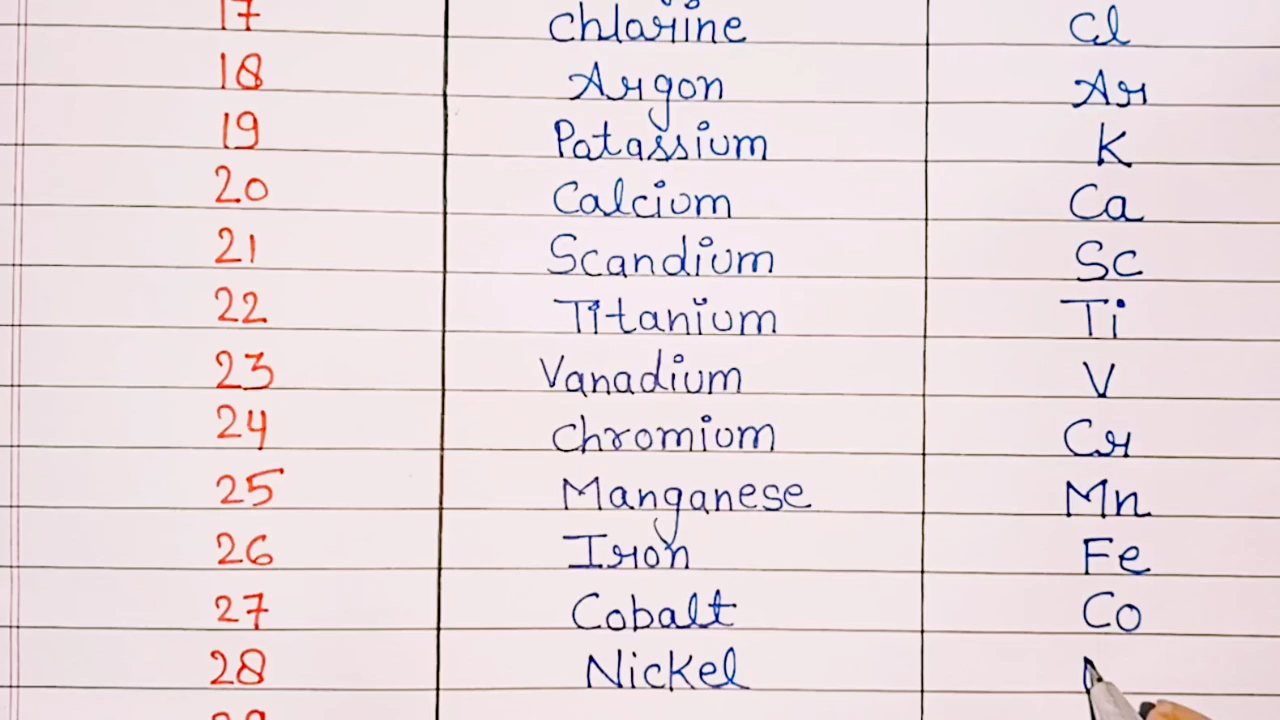 17 Chlorine Cl
18 Argon Ar
19 Potassium K
20 Calcium Ca
21 Scandium Sc
22 Titanium Ti
23 Vanadium V
24 Chromium Cr
25 Manganese Mn
26 Iron Fe
27 Cobalt Co
28 Nickel